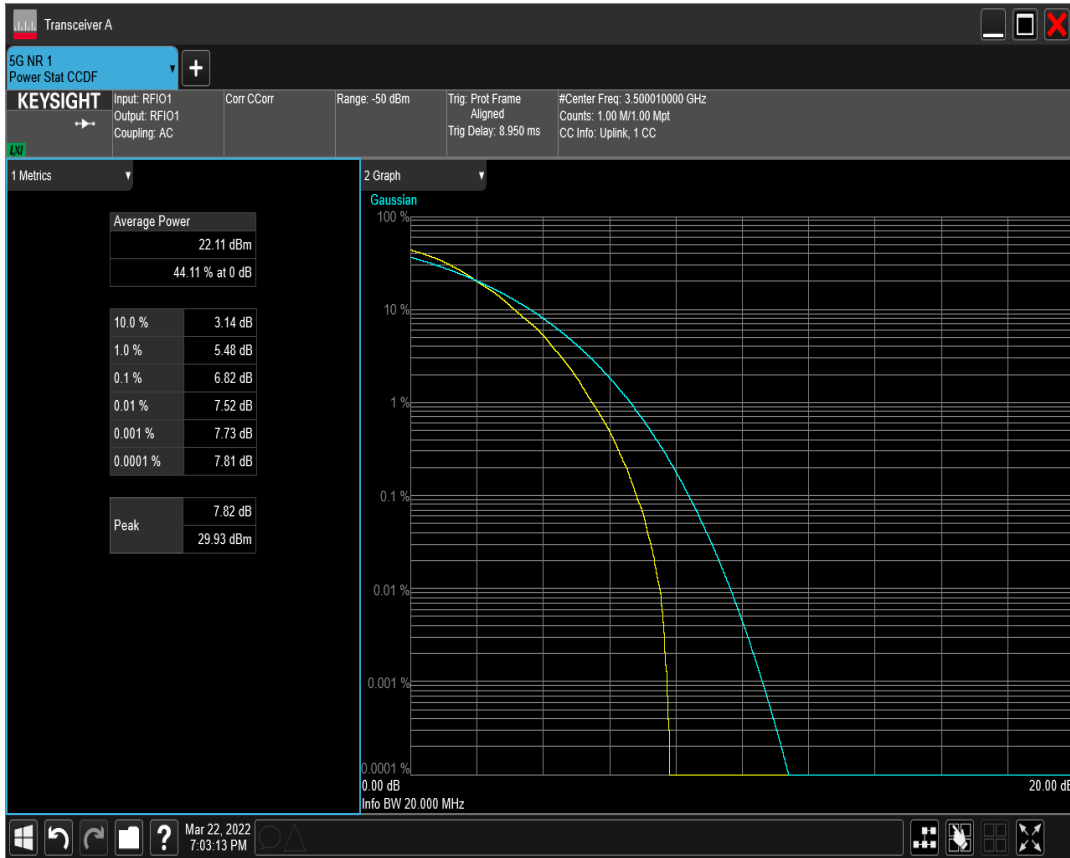 Transceiver A
5G NR 1
Power Stat CCDF
KEYSIGHT
LXI
Input: RFIO1
Output: RFIO1
Coupling: AC
Corr CCorr
Range: -50 dBm
Trig: Prot Frame
Aligned
Trig Delay: 8.950 ms
#Center Freq: 3.500010000 GHz
Counts: 1.00 M/1.00 Mpt
CC Info: Uplink, 1 CC
1 Metrics
Average Power
22.11 dBm
44.11 % at 0 dB
10.0 % 3.14 dB
1.0 % 5.48 dB
0.1 % 6.82 dB
0.01 % 7.52 dB
0.001 % 7.73 dB
0.0001 % 7.81 dB
Peak 7.82 dB
29.93 dBm
2 Graph
Gaussian
100 %
10 %
1 %
0.1 %
0.01 %
0.001 %
0.0001 %
0.00 dB 20.00 dB
Info BW 20.000 MHz
Mar 22, 2022
7:03:13 PM